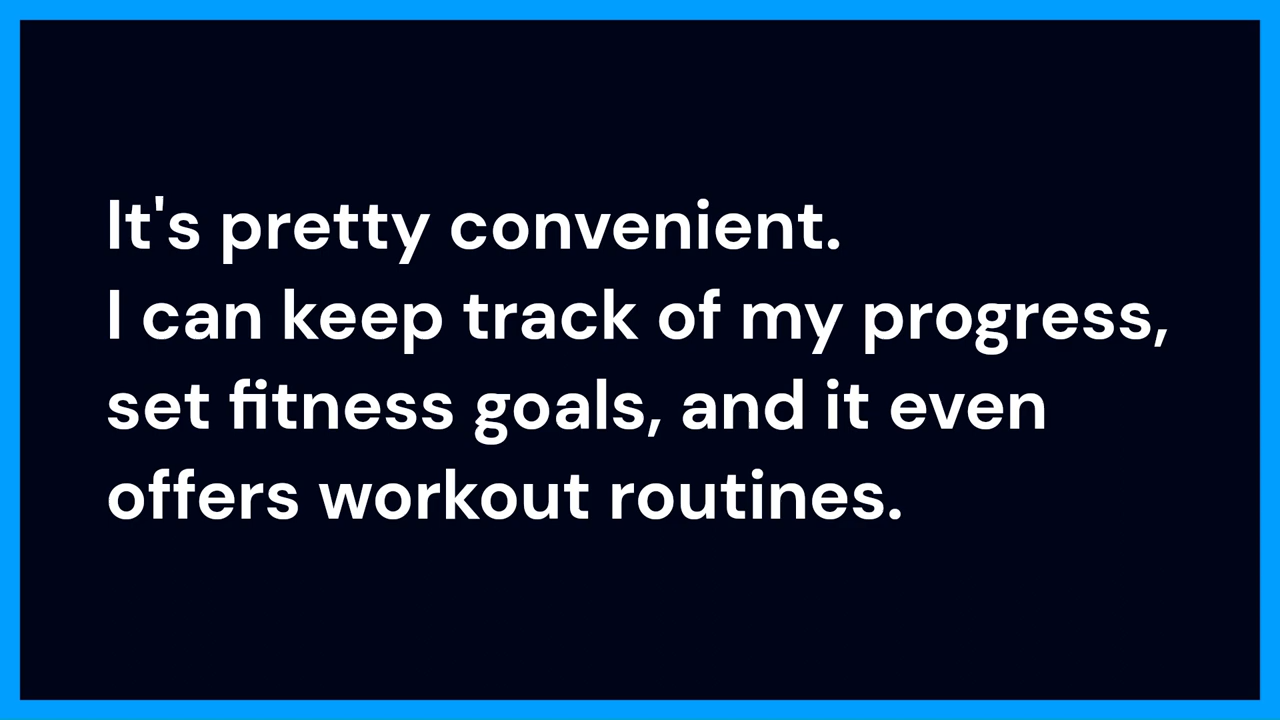 It's pretty convenient.
I can keep track of my progress,
set fitness goals, and it even
offers workout routines.